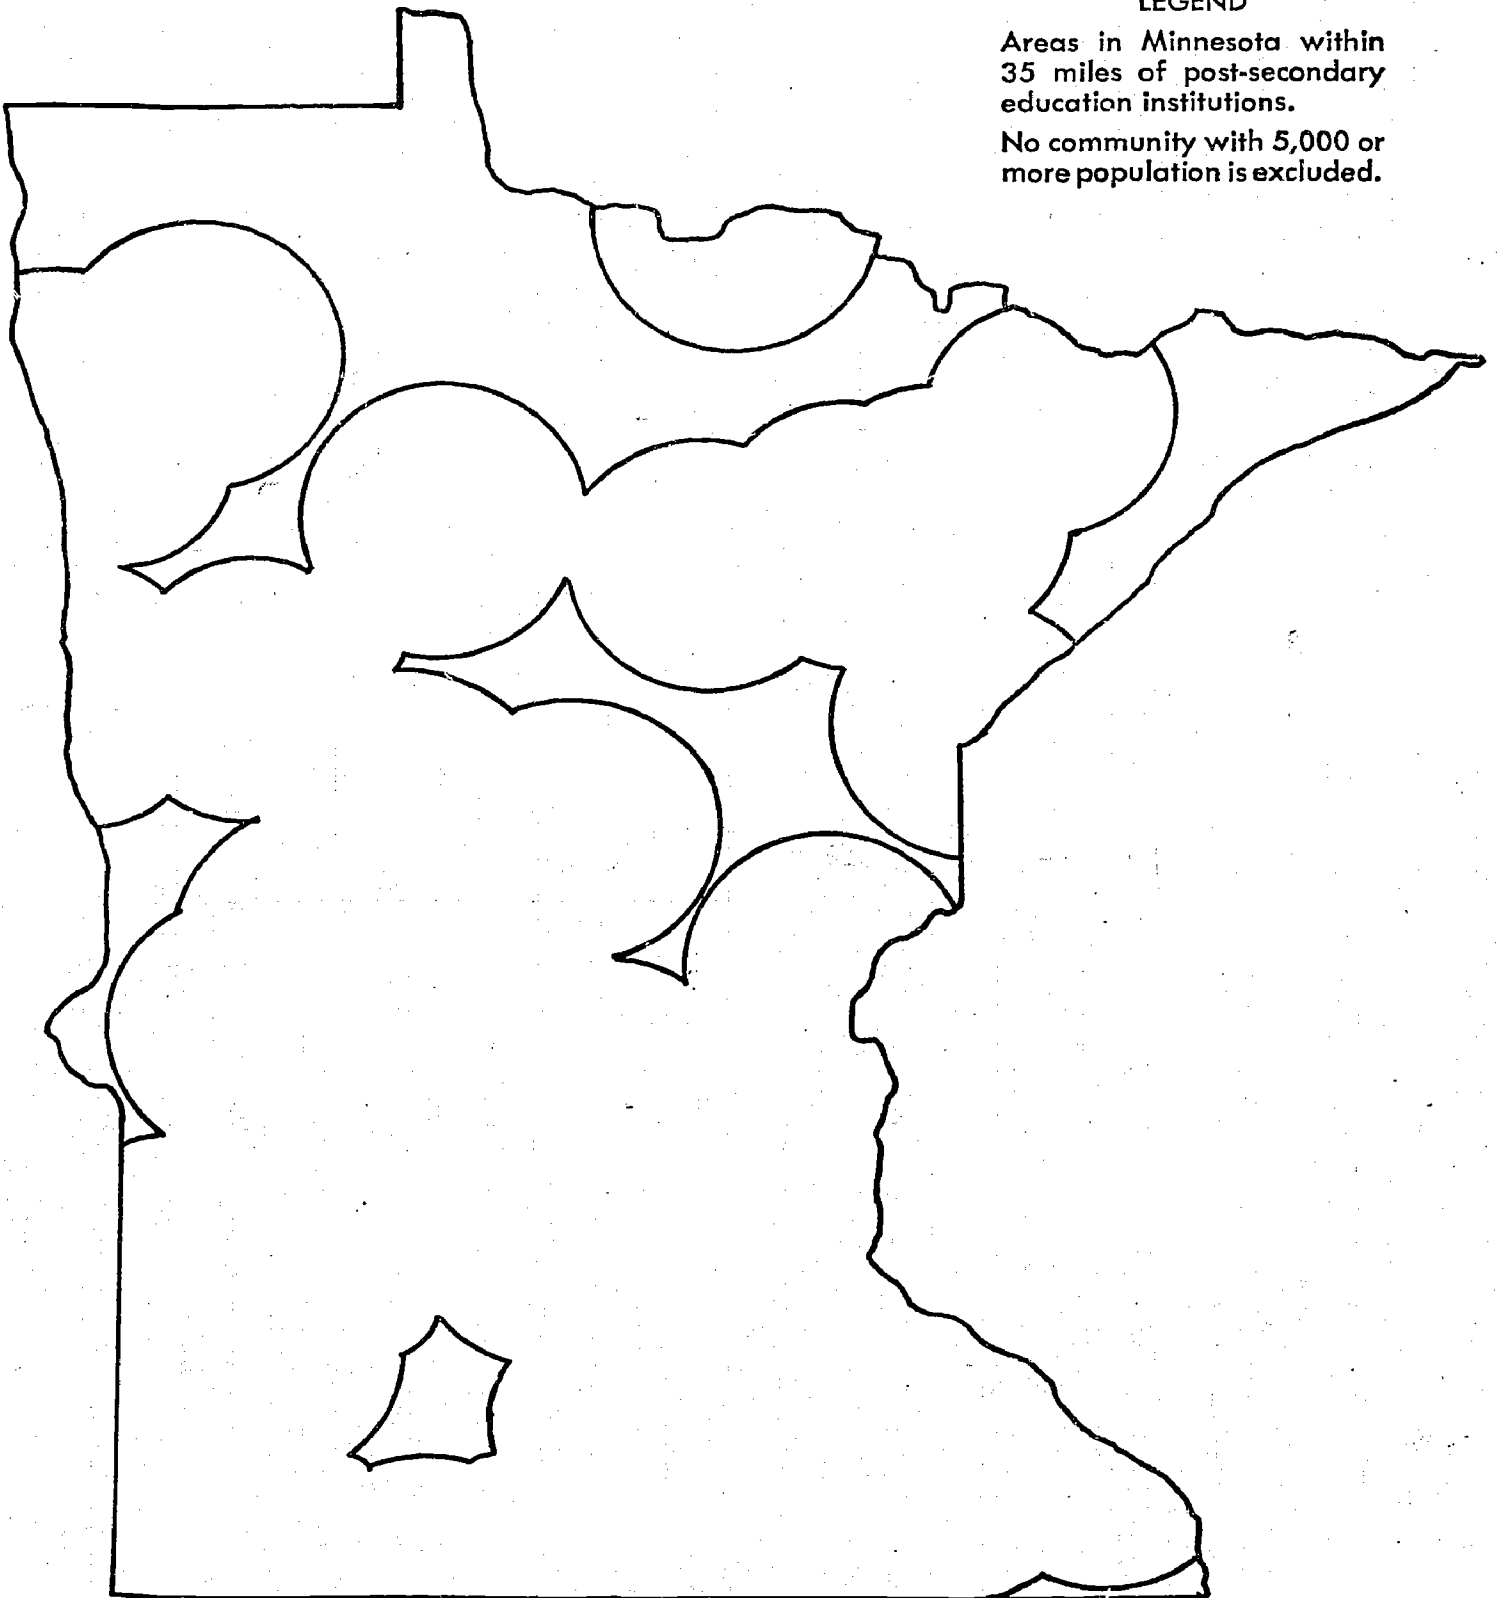 LEGEND
Areas in Minnesota within
35 miles of post-secondary
education institutions.
No community with 5,000 or
more population is excluded.